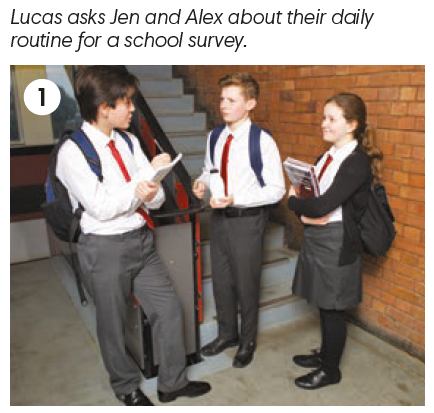 Lucas asks Jen and Alex about their daily
routine for a school survey.
1